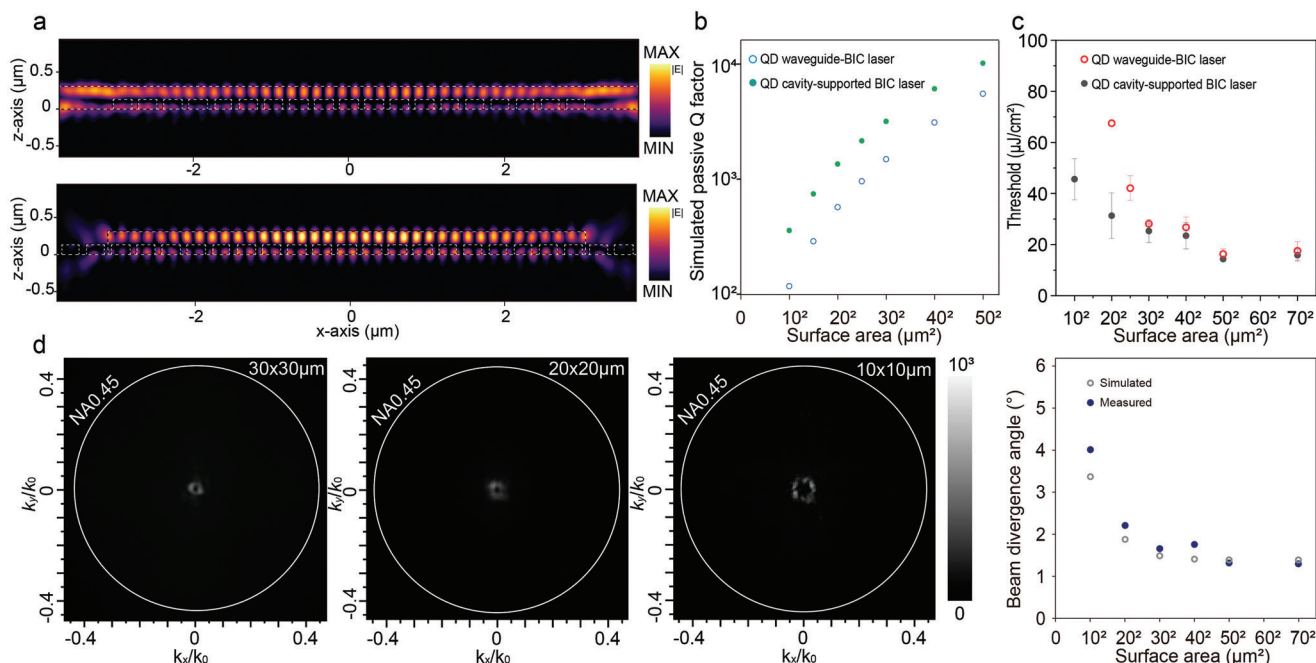 a
z-axis (µm)
0.5
0
-0.5
-2
0
2
MAX
|E|
MIN
z-axis (µm)
0.5
0
-0.5
-2
0
2
x-axis (µm)
MAX
|E|
MIN
b
Simulated passive Q factor
10⁴
10³
10²
QD waveguide-BIC laser
QD cavity-supported BIC laser
0
10²
20²
30²
40²
50²
Surface area (µm²)
c
Threshold (µJ/cm²)
100
80
60
40
20
0
QD waveguide-BIC laser
QD cavity-supported BIC laser
10²
20²
30²
40²
50²
60²
70²
Surface area (µm²)
d
30x30µm
NA0.45
k_y/k₀
0.4
0
-0.4
-0.4
0
0.4
k_x/k₀
20x20µm
NA0.45
k_y/k₀
0.4
0
-0.4
-0.4
0
0.4
k_x/k₀
10x10µm
NA0.45
k_y/k₀
0.4
0
-0.4
-0.4
0
0.4
k_x/k₀
10³
0
Beam divergence angle (°)
6
5
4
3
2
1
0
Simulated
Measured
0
10²
20²
30²
40²
50²
60²
70²
Surface area (µm²)